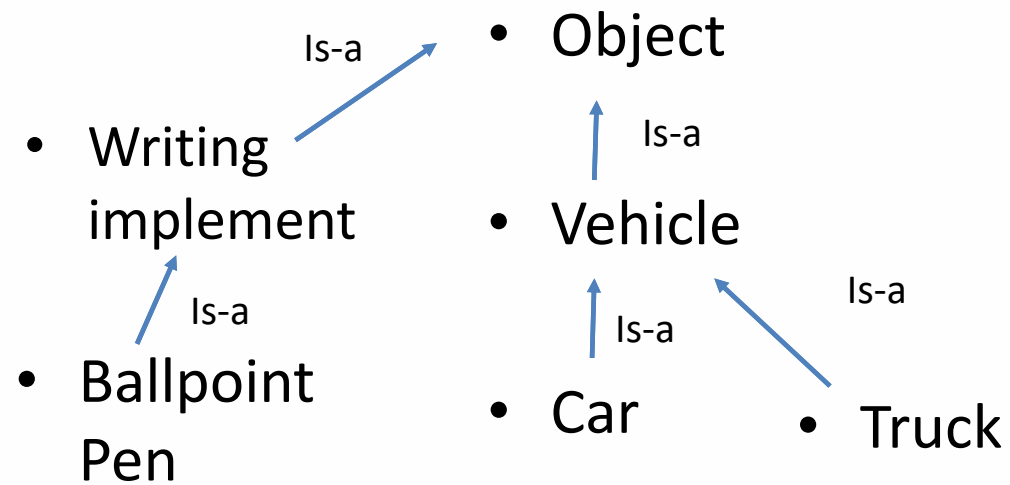 Is-a
• Object
• Writing
implement
Is-a
• Vehicle
Is-a
Is-a
Is-a
• Ballpoint
Pen
• Car
• Truck